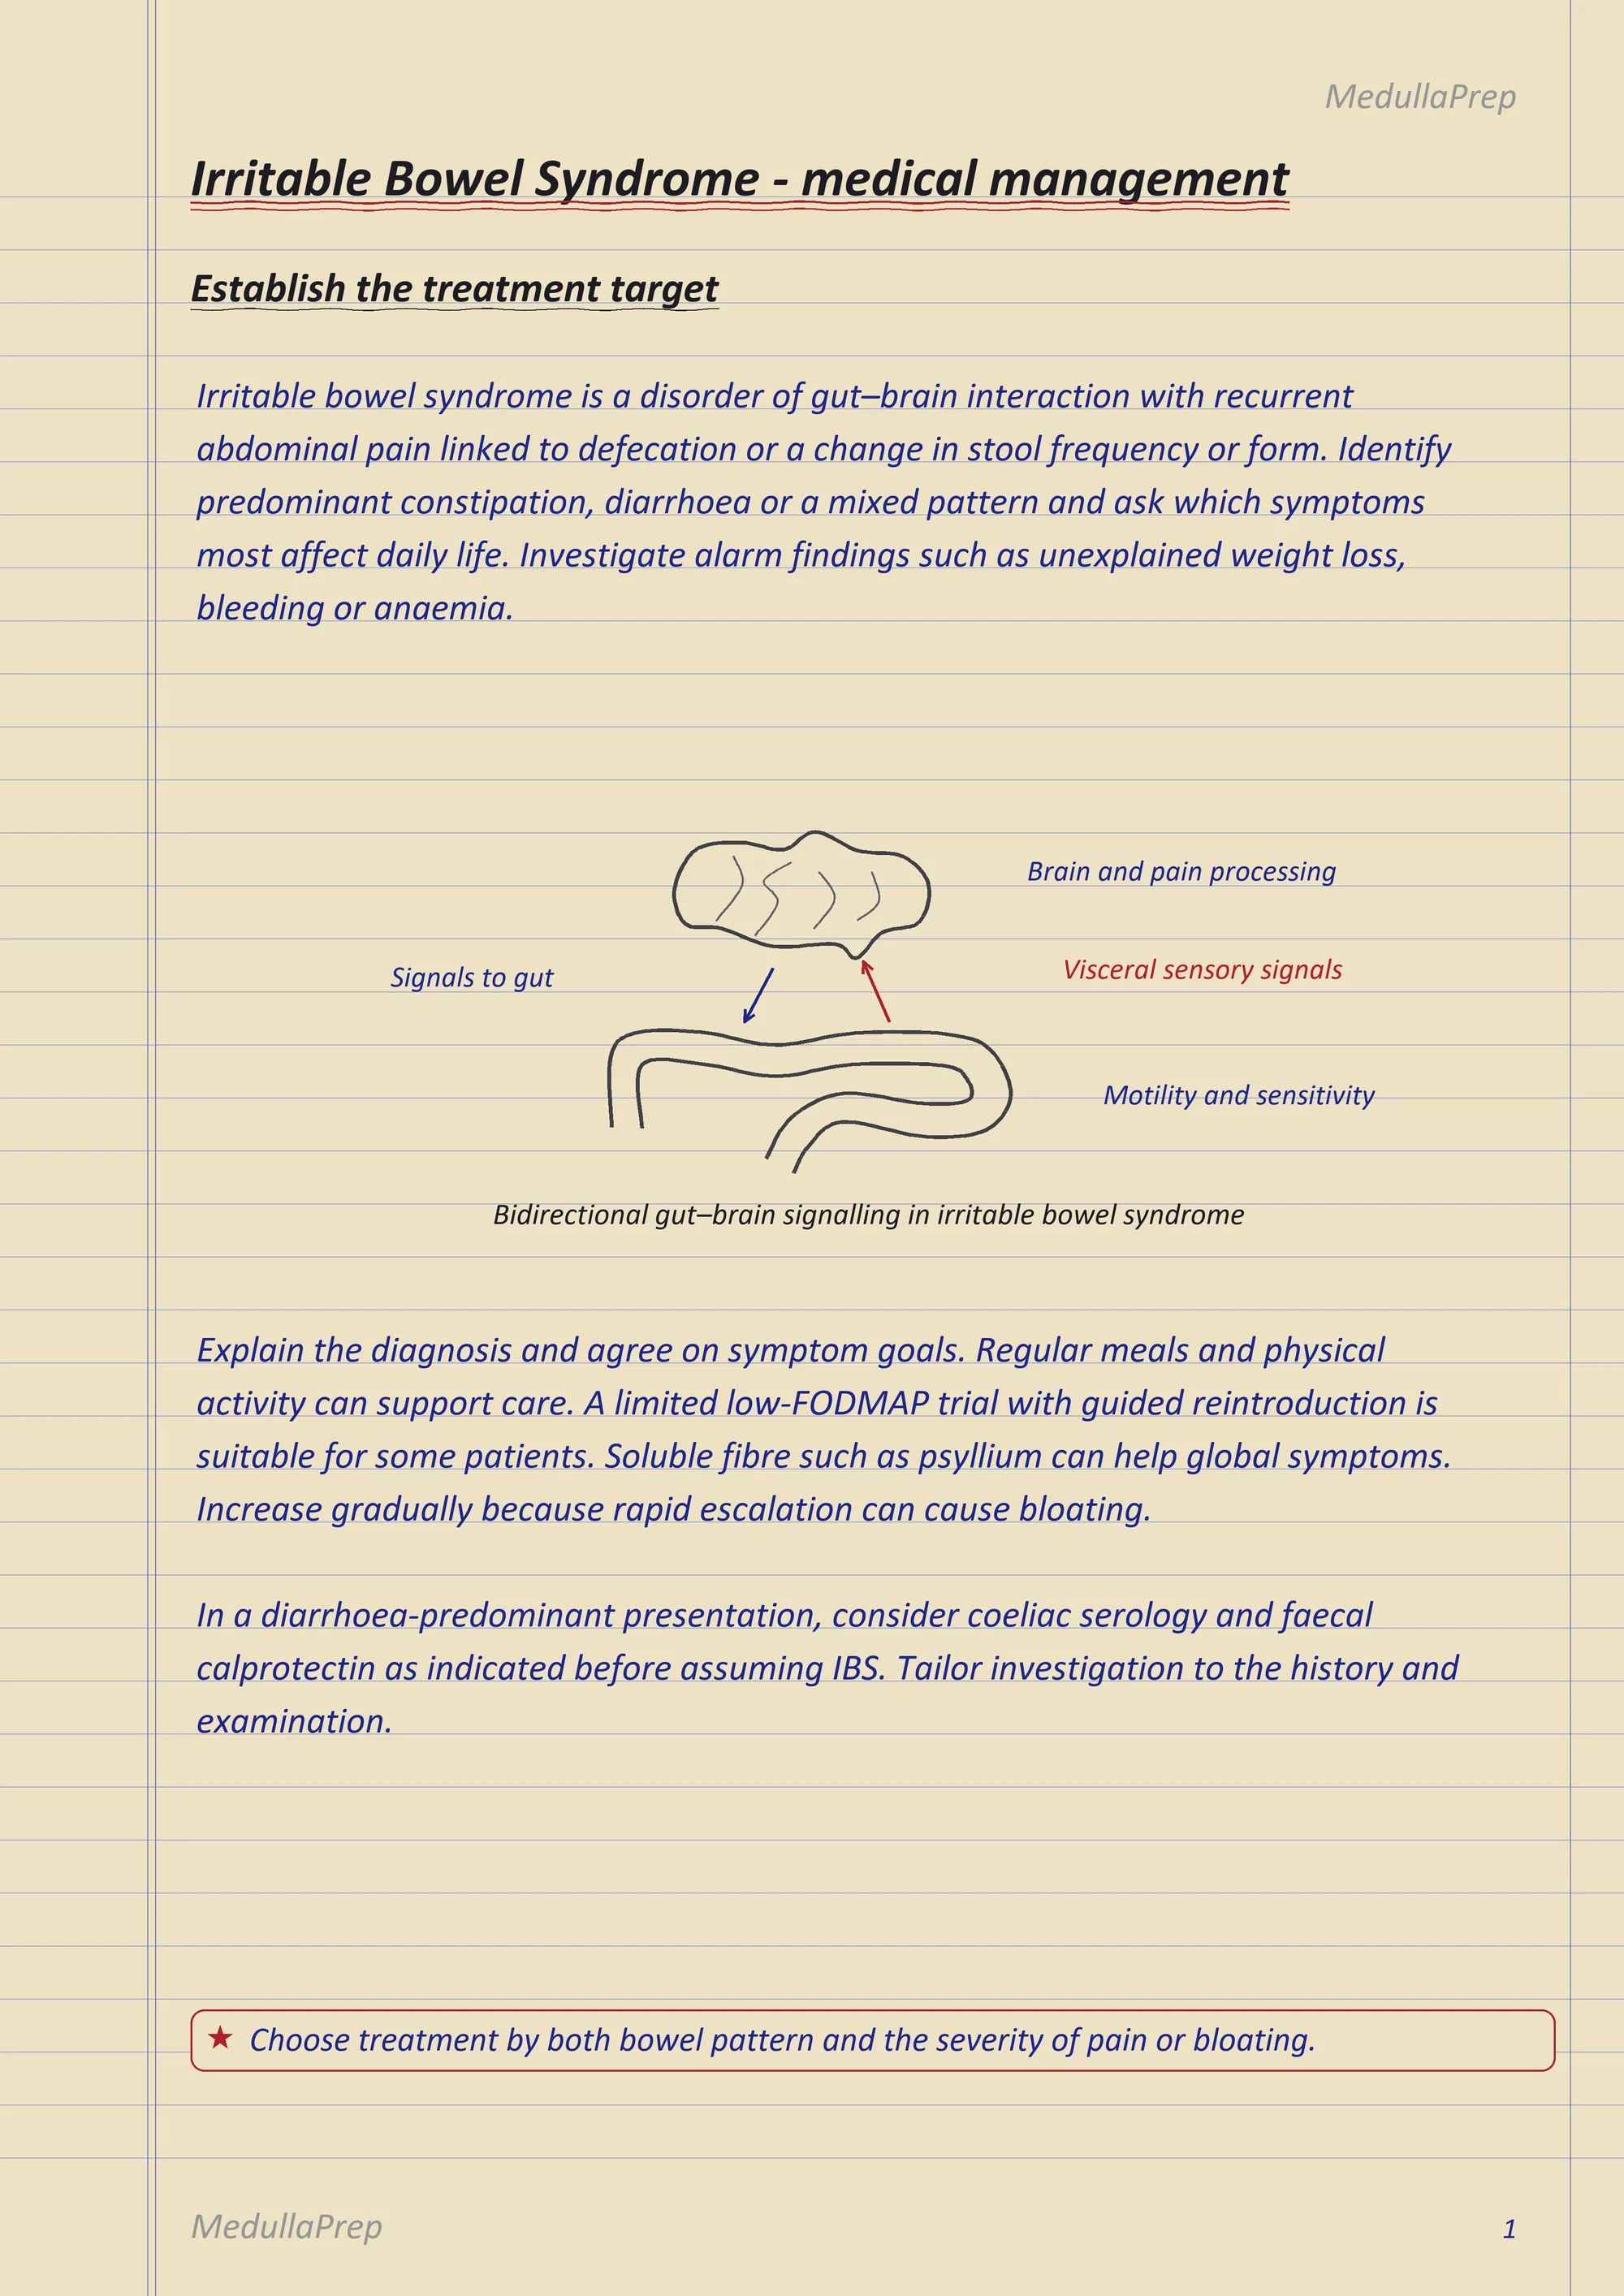 MedullaPrep
Irritable Bowel Syndrome - medical management
Establish the treatment target
Irritable bowel syndrome is a disorder of gut–brain interaction with recurrent
abdominal pain linked to defecation or a change in stool frequency or form. Identify
predominant constipation, diarrhoea or a mixed pattern and ask which symptoms
most affect daily life. Investigate alarm findings such as unexplained weight loss,
bleeding or anaemia.
Brain and pain processing
Signals to gut
Visceral sensory signals
Motility and sensitivity
Bidirectional gut–brain signalling in irritable bowel syndrome
Explain the diagnosis and agree on symptom goals. Regular meals and physical
activity can support care. A limited low-FODMAP trial with guided reintroduction is
suitable for some patients. Soluble fibre such as psyllium can help global symptoms.
Increase gradually because rapid escalation can cause bloating.
In a diarrhoea-predominant presentation, consider coeliac serology and faecal
calprotectin as indicated before assuming IBS. Tailor investigation to the history and
examination.
★ Choose treatment by both bowel pattern and the severity of pain or bloating.
MedullaPrep
1